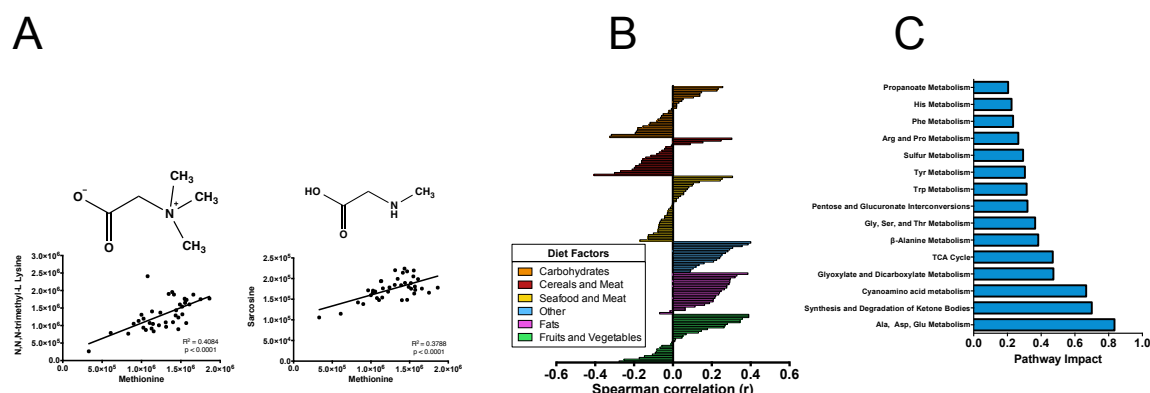 A
B
C
O⁻
O
N⁺
CH₃
CH₃
CH₃
HO
O
N
H
CH₃
N,N,N-trimethyl-L Lysine
3.0×10⁶
2.5×10⁶
2.0×10⁶
1.5×10⁶
1.0×10⁶
5.0×10⁵
0.0
0.0
5.0×10⁵
1.0×10⁶
1.5×10⁶
2.0×10⁶
Methionine
R² = 0.4084
p <0.0001
Sarcosine
2.5×10⁵
2.0×10⁵
1.5×10⁵
1.0×10⁵
5.0×10⁴
0.0
0.0
5.0×10⁵
1.0×10⁶
1.5×10⁶
2.0×10⁶
Methionine
R² = 0.3788
p <0.0001
Diet Factors
Carbohydrates
Cereals and Meat
Seafood and Meat
Other
Fats
Fruits and Vegetables
-0.6 -0.4 -0.2 0.0 0.2 0.4 0.6
Spearman correlation (r)
Propanoate Metabolism
His Metabolism
Phe Metabolism
Arg and Pro Metabolism
Sulfur Metabolism
Tyr Metabolism
Trp Metabolism
Pentose and Glucuronate Interconversions
Gly, Ser, and Thr Metabolism
β-Alanine Metabolism
TCA Cycle
Glyoxylate and Dicarboxylate Metabolism
Cyanoamino acid metabolism
Synthesis and Degradation of Ketone Bodies
Ala, Asp, Glu Metabolism
0.0 0.2 0.4 0.6 0.8 1.0
Pathway Impact